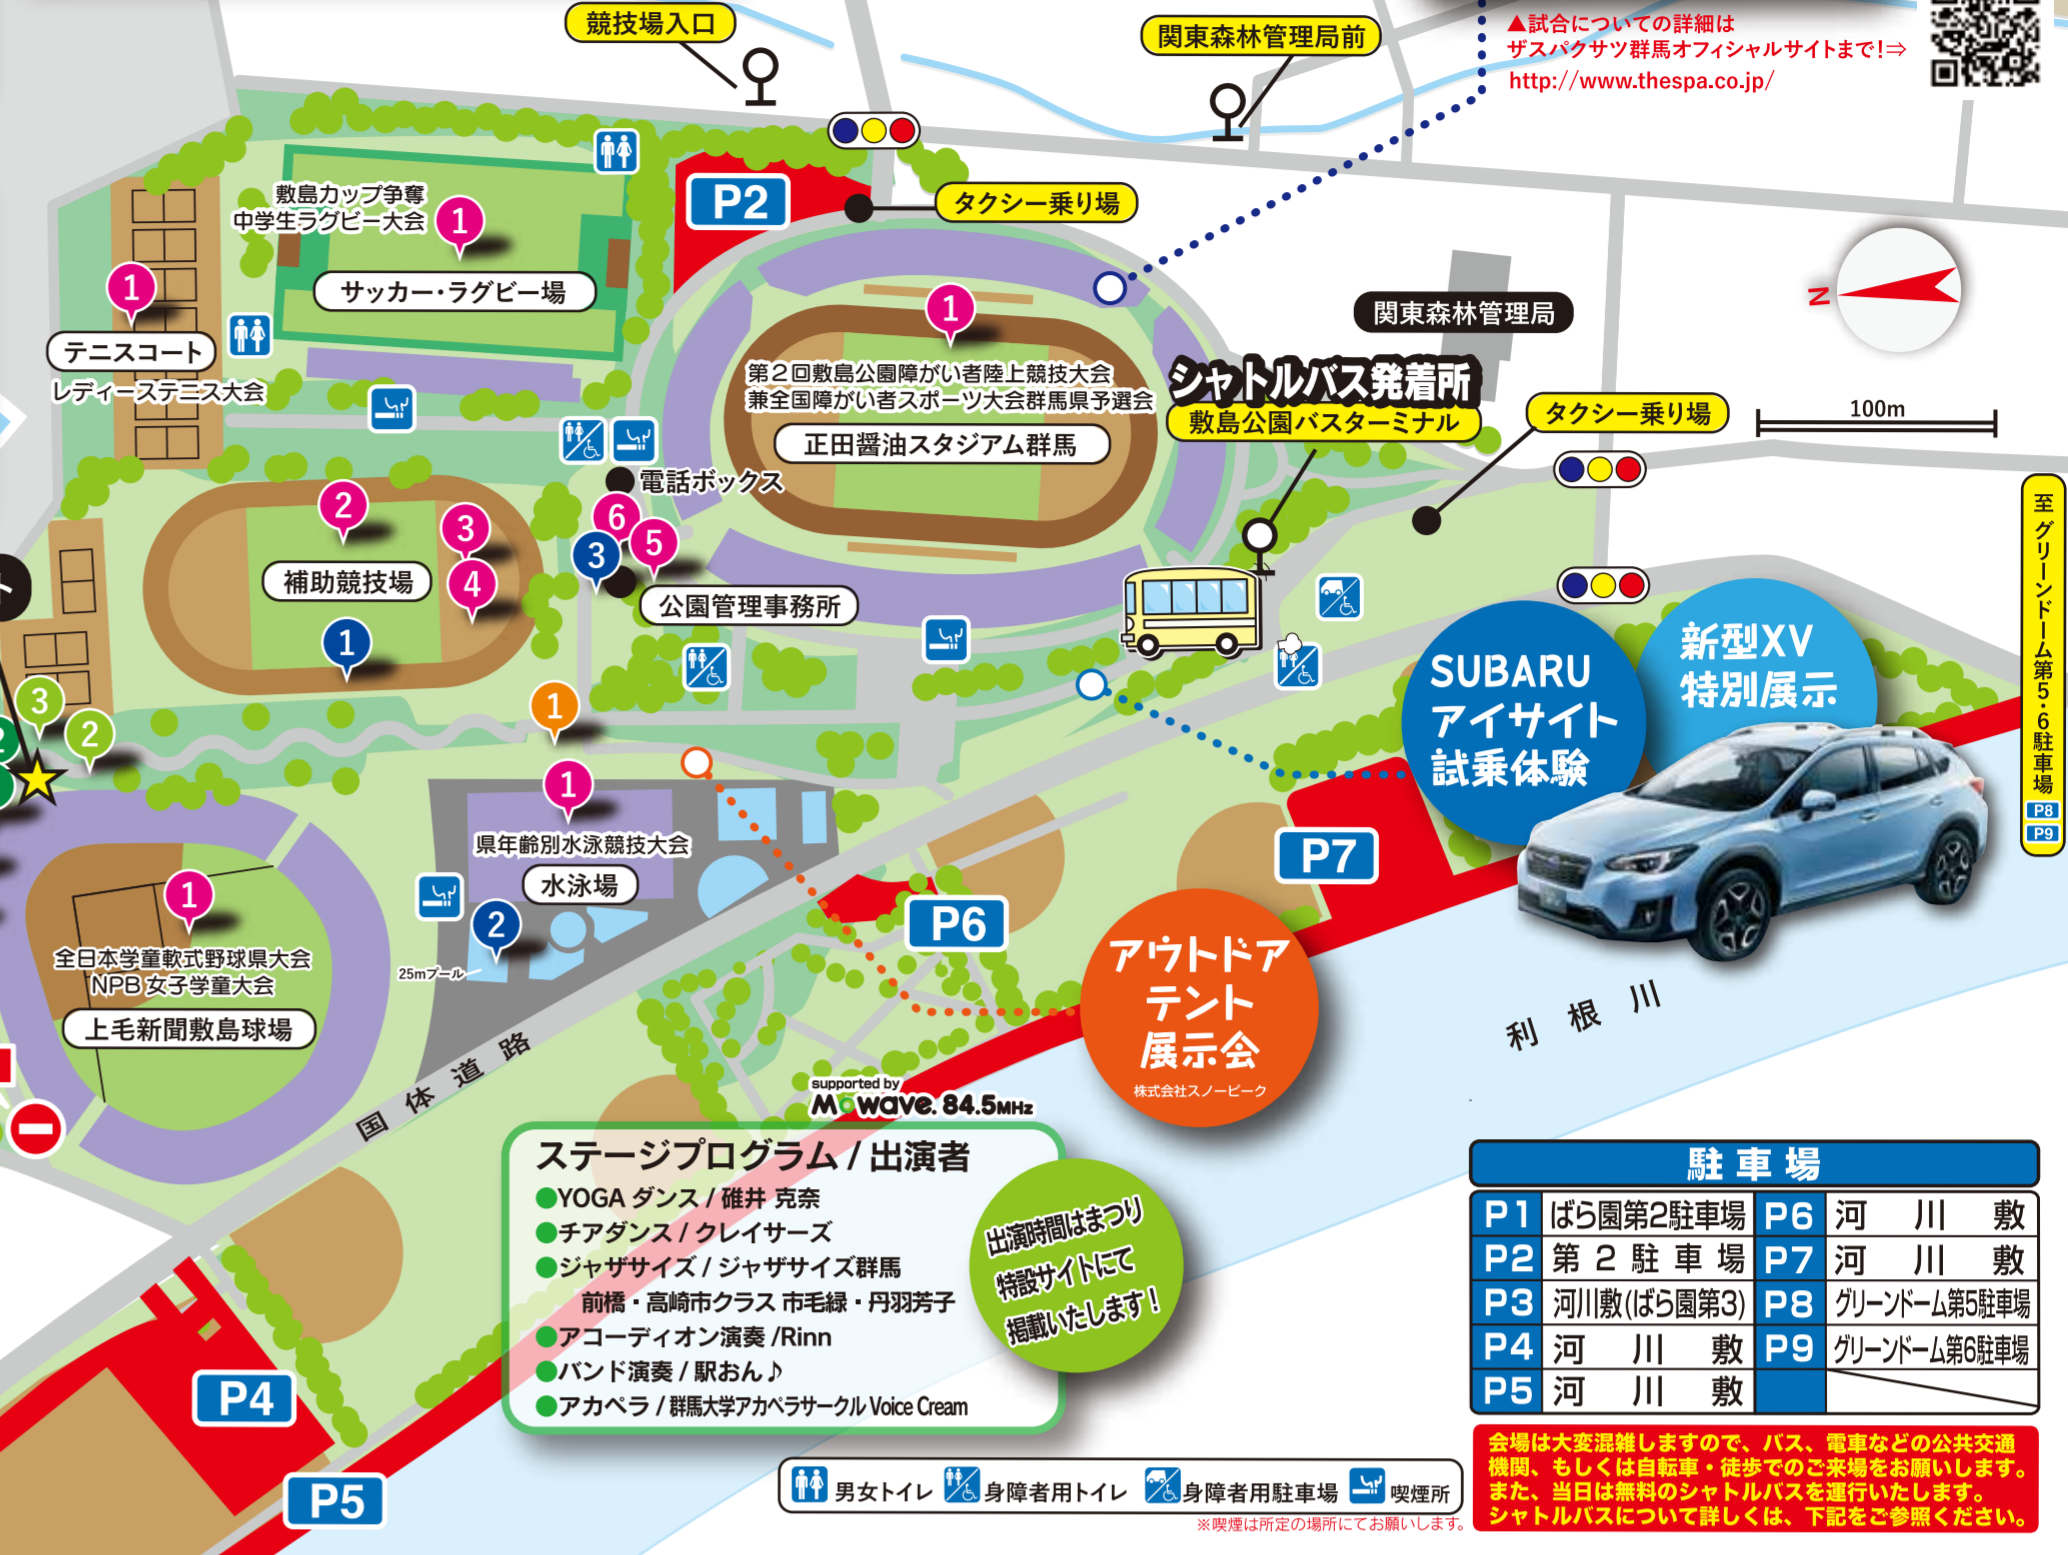 競技場入口
関東森林管理局前
▲試合についての詳細は
ザスパクサツ群馬オフィシャルサイトまで!⇒
http://www.thespa.co.jp/
P2
タクシー乗り場
敷島カップ争奪
中学生ラグビー大会
1
サッカー・ラグビー場
1
テニスコート
レディーステニス大会
1
第2回敷島公園障がい者陸上競技大会
兼全国障がい者スポーツ大会群馬県予選会
正田醤油スタジアム群馬
関東森林管理局
N
シャトルバス発着所
敷島公園バスターミナル
タクシー乗り場
100m
電話ボックス
2
3
4
補助競技場
1
6
5
3
公園管理事務所
至 グリーンドーム第5・6駐車場
P8
P9
SUBARU
アイサイト
試乗体験
新型XV
特別展示
ト
3
2
2
1
1
県年齢別水泳競技大会
水泳場
2
25mプール
P6
P7
1
全日本学童軟式野球県大会
NPB 女子学童大会
上毛新聞敷島球場
アウトドア
テント
展示会
株式会社スノーピーク
利根川
国体道路
supported by
Mowave. 84.5MHz
ステージプログラム / 出演者
●YOGA ダンス / 碓井 克奈
●チアダンス / クレイサーズ
●ジャザサイズ / ジャザサイズ群馬
前橋・高崎市クラス 市毛緑・丹羽芳子
●アコーディオン演奏 /Rinn
●バンド演奏 / 駅おん♪
●アカペラ / 群馬大学アカペラサークル Voice Cream
出演時間はまつり
特設サイトにて
掲載いたします!
P4
P5
駐車場
P1 ばら園第2駐車場 P6 河川敷
P2 第2駐車場 P7 河川敷
P3 河川敷(ばら園第3) P8 グリーンドーム第5駐車場
P4 河川敷 P9 グリーンドーム第6駐車場
P5 河川敷
会場は大変混雑しますので、バス、電車などの公共交通
機関、もしくは自転車・徒歩でのご来場をお願いします。
また、当日は無料のシャトルバスを運行いたします。
シャトルバスについて詳しくは、下記をご参照ください。
男女トイレ 身障者用トイレ 身障者用駐車場 喫煙所
※喫煙は所定の場所にてお願いします。